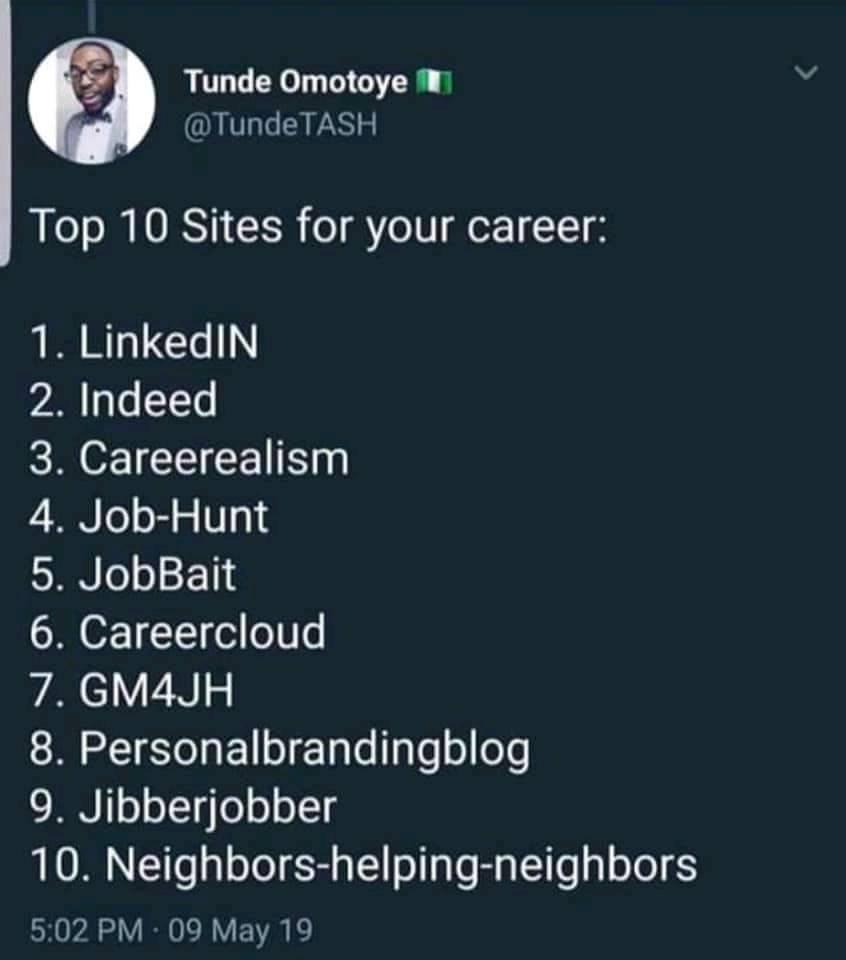 Tunde Omotoye 🇳🇬
@TundeTASH
Top 10 Sites for your career:
1. LinkedIN
2. Indeed
3. Careerealism
4. Job-Hunt
5. JobBait
6. Careercloud
7. GM4JH
8. Personalbrandingblog
9. Jibberjobber
10. Neighbors-helping-neighbors
5:02 PM · 09 May 19